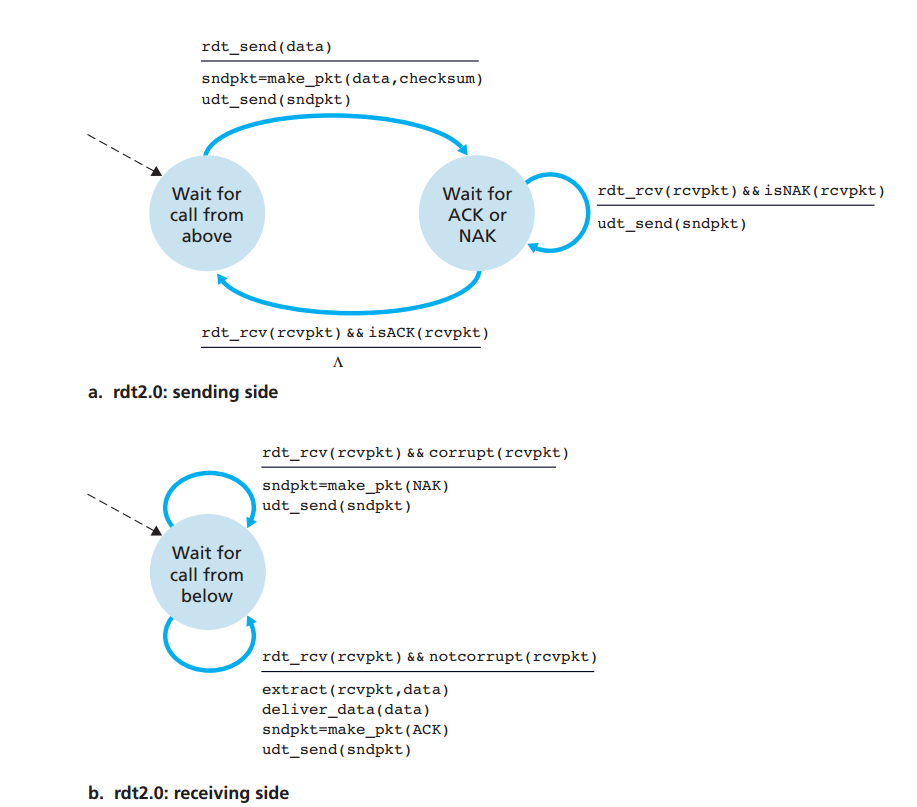 rdt_send(data)
sndpkt=make_pkt(data,checksum)
udt_send(sndpkt)
Wait for
call from
above
Wait for
ACK or
NAK
rdt_rcv(rcvpkt) && isNAK(rcvpkt)
udt_send(sndpkt)
rdt_rcv(rcvpkt) && isACK(rcvpkt)
Λ
a. rdt2.0: sending side
rdt_rcv(rcvpkt) && corrupt(rcvpkt)
sndpkt=make_pkt(NAK)
udt_send(sndpkt)
Wait for
call from
below
rdt_rcv(rcvpkt) && notcorrupt(rcvpkt)
extract(rcvpkt,data)
deliver_data(data)
sndpkt=make_pkt(ACK)
udt_send(sndpkt)
b. rdt2.0: receiving side